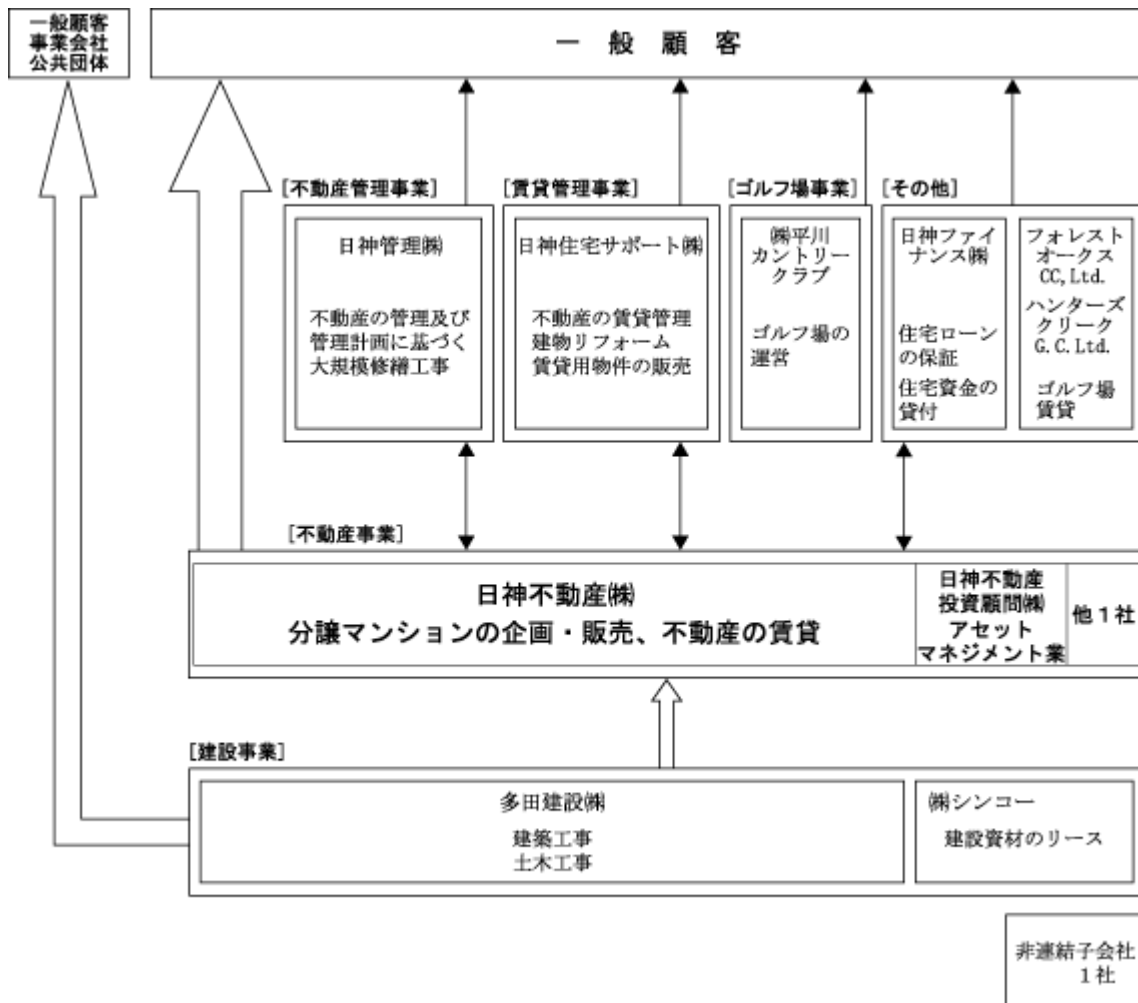 一般顧客
事業会社
公共団体
一 般 顧 客
[不動産管理事業]
日神管理㈱
不動産の管理及び
管理計画に基づく
大規模修繕工事
[賃貸管理事業]
日神住宅サポート㈱
不動産の賃貸管理
建物リフォーム
賃貸用物件の販売
[ゴルフ場事業]
㈱平川
カントリー
クラブ
ゴルフ場の
運営
[その他]
日神ファイ
ナンス㈱
住宅ローン
の保証
住宅資金の
貸付
フォレスト
オークス
CC, Ltd.
ハンターズ
クリーク
G. C. Ltd.
ゴルフ場
賃貸
[不動産事業]
日神不動産㈱
分譲マンションの企画・販売、不動産の賃貸
日神不動産
投資顧問㈱
アセット
マネジメント業
他１社
[建設事業]
多田建設㈱
建築工事
土木工事
㈱シンコー
建設資材のリース
非連結子会社
１社